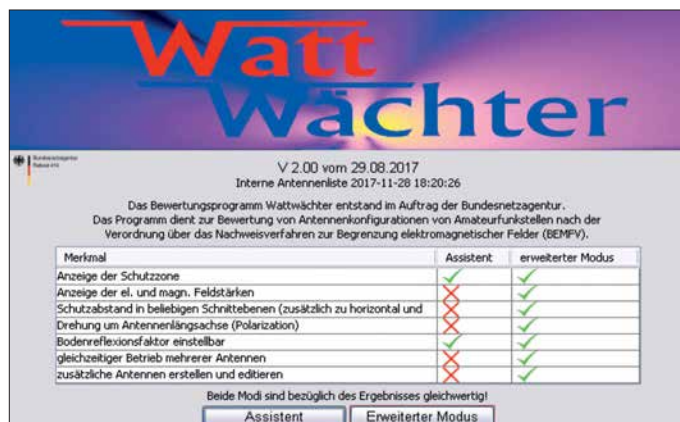 Watt
Wächter
Bundesnetzagentur
V 2.00 vom 29.08.2017
Interne Antennenliste 2017-11-28 18:20:26
Das Bewertungsprogramm Wattwächter entstand im Auftrag der Bundesnetzagentur.
Das Programm dient zur Bewertung von Antennenkonfigurationen von Amateurfunkstellen nach der
Verordnung über das Nachweisverfahren zur Begrenzung elektromagnetischer Felder (BEMFV).
Merkmal Assistent erweiterter Modus
Anzeige der Schutzzone
Anzeige der el. und magn. Feldstärken
Schutzabstand in beliebigen Schnittebenen (zusätzlich zu horizontal und
Drehung um Antennenlängsachse (Polarization)
Bodenreflexionsfaktor einstellbar
gleichzeitiger Betrieb mehrerer Antennen
zusätzliche Antennen erstellen und editieren
Beide Modi sind bezüglich des Ergebnisses gleichwertig!
Assistent Erweiterter Modus